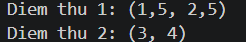 Diem thu 1: (1,5, 2,5)
Diem thu 2: (3, 4)